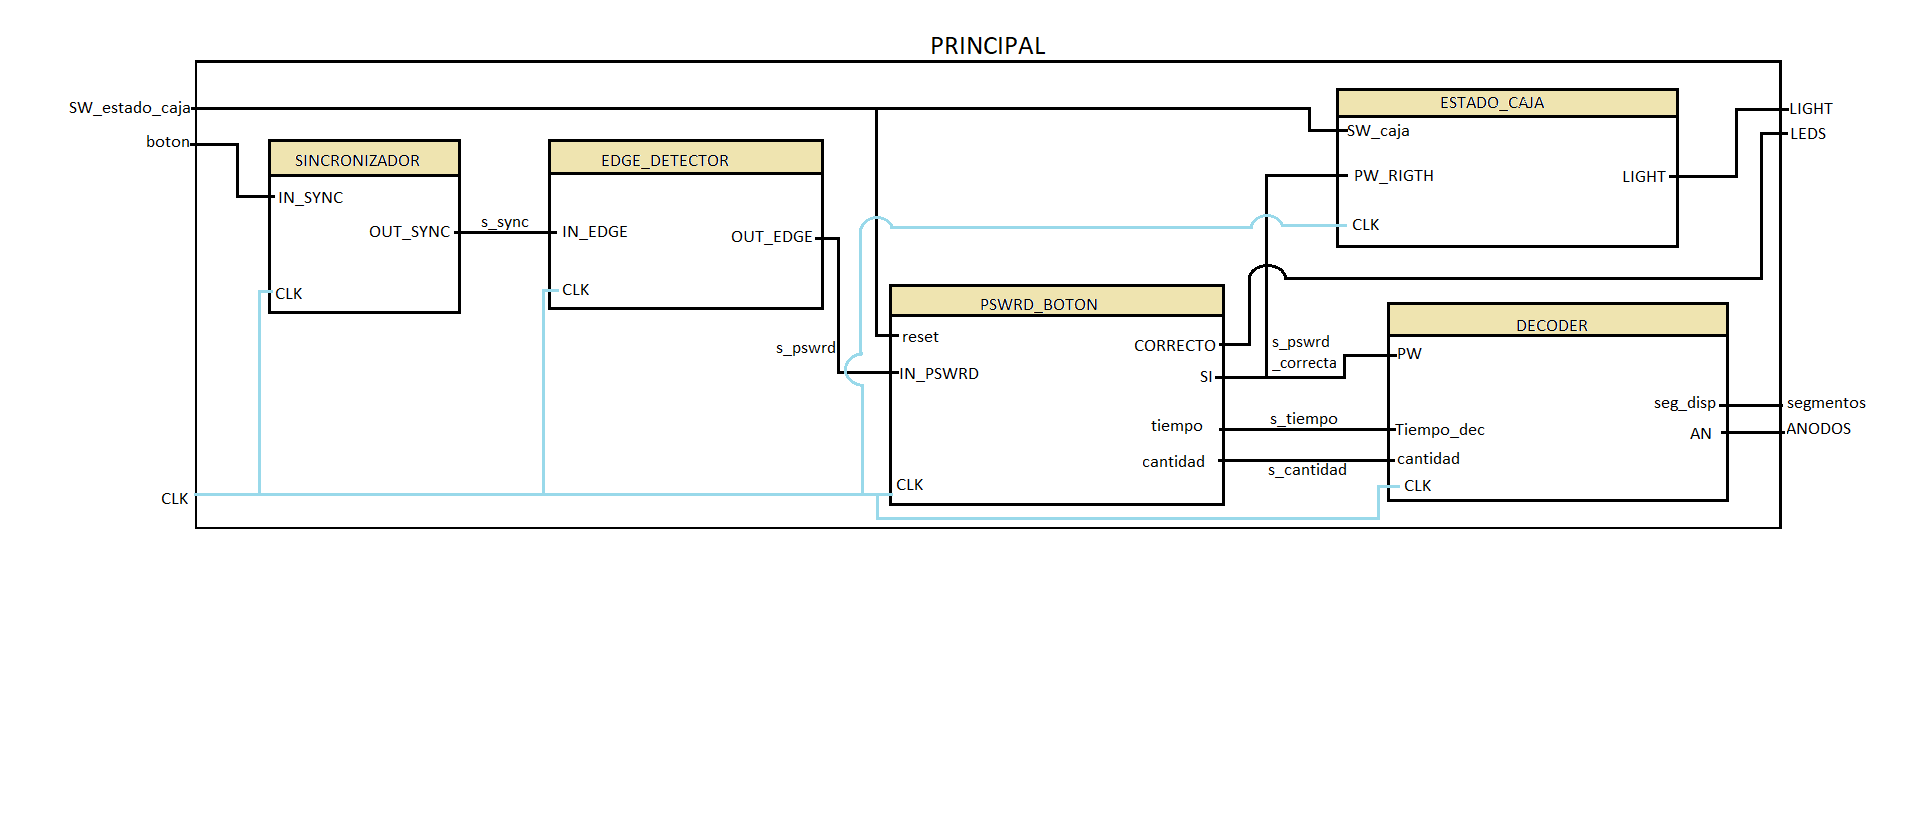 PRINCIPAL
SW_estado_caja
boton
CLK
SINCRONIZADOR
IN_SYNC
OUT_SYNC
CLK
s_sync
EDGE_DETECTOR
IN_EDGE
OUT_EDGE
CLK
s_pswrd
PSWRD_BOTON
reset
IN_PSWRD
CORRECTO
SI
tiempo
cantidad
CLK
s_pswrd
_correcta
s_tiempo
s_cantidad
ESTADO_CAJA
SW_caja
PW_RIGTH
LIGHT
CLK
DECODER
PW
seg_disp
Tiempo_dec
AN
cantidad
CLK
LIGHT
LEDS
segmentos
ANODOS